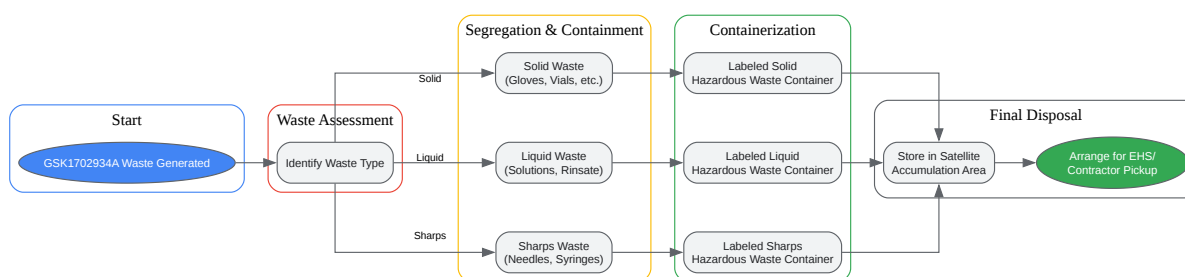 Segregation & Containment
Containerization
Solid Waste
(Gloves, Vials, etc.)
Labeled Solid
Hazardous Waste Container
Solid
Start
Waste Assessment
Final Disposal
GSK1702934A Waste Generated
Identify Waste Type
Liquid
Liquid Waste
(Solutions, Rinsate)
Labeled Liquid
Hazardous Waste Container
Store in Satellite
Accumulation Area
Arrange for EHS/
Contractor Pickup
Sharps
Sharps Waste
(Needles, Syringes)
Labeled Sharps
Hazardous Waste Container